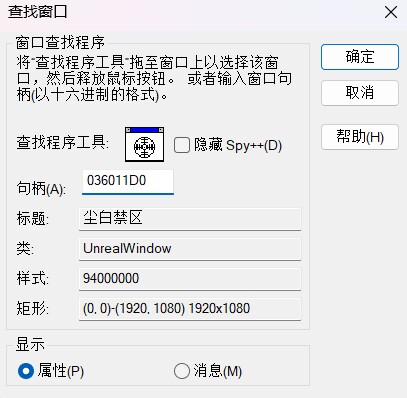 查找窗口
窗口查找程序
将“查找程序工具”拖至窗口上以选择该窗
口，然后释放鼠标按钮。 或者输入窗口句
柄(以十六进制的格式)。
确定
取消
帮助(H)
查找程序工具:
隐藏 Spy++(D)
句柄(A): 036011D0
标题: 尘白禁区
类: UnrealWindow
样式: 94000000
矩形: (0, 0)-(1920, 1080) 1920x1080
显示
属性(P) 消息(M)